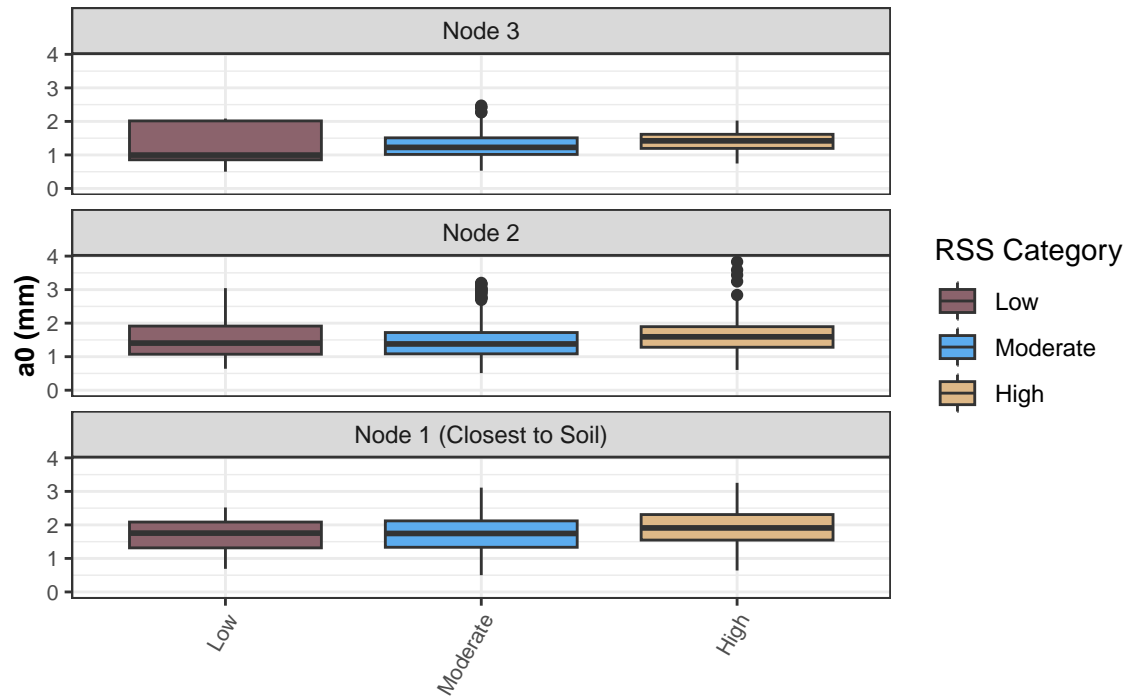 Node 3
4
3
2
1
0
Node 2
4
3
2
1
0
a0 (mm)
Node 1 (Closest to Soil)
4
3
2
1
0
Low
Moderate
High
RSS Category
Low
Moderate
High